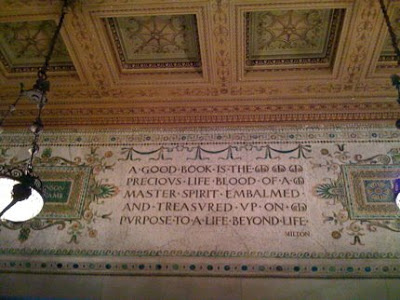 A·GOOD·BOOK·IS·THE
PRECIOVS·LIFE·BLOOD·OF·A
MASTER·SPIRIT·EMBALMED
AND·TREASVRED·VP·ON
PVRPOSE·TO·A·LIFE·BEYOND·LIFE·
MILTON